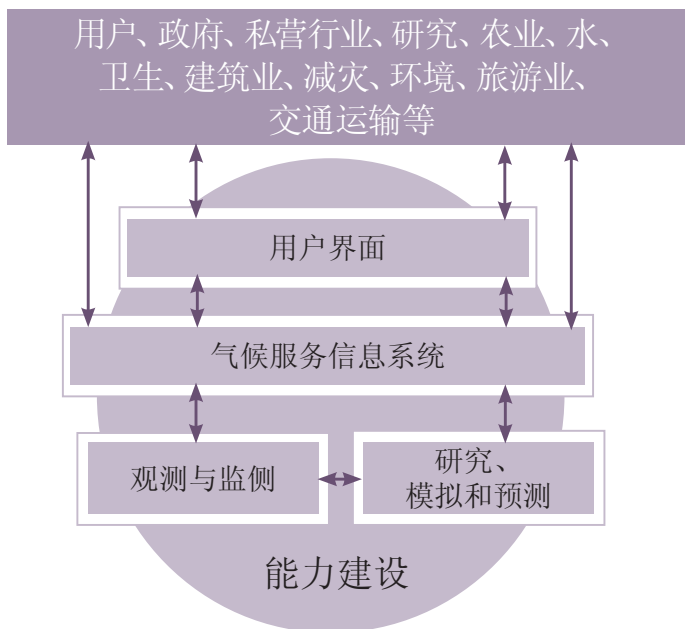 用户、政府、私营行业、研究、农业、水、
卫生、建筑业、减灾、环境、旅游业、
交通运输等
用户界面
气候服务信息系统
观测与监侧
研究、
模拟和预测
能力建设